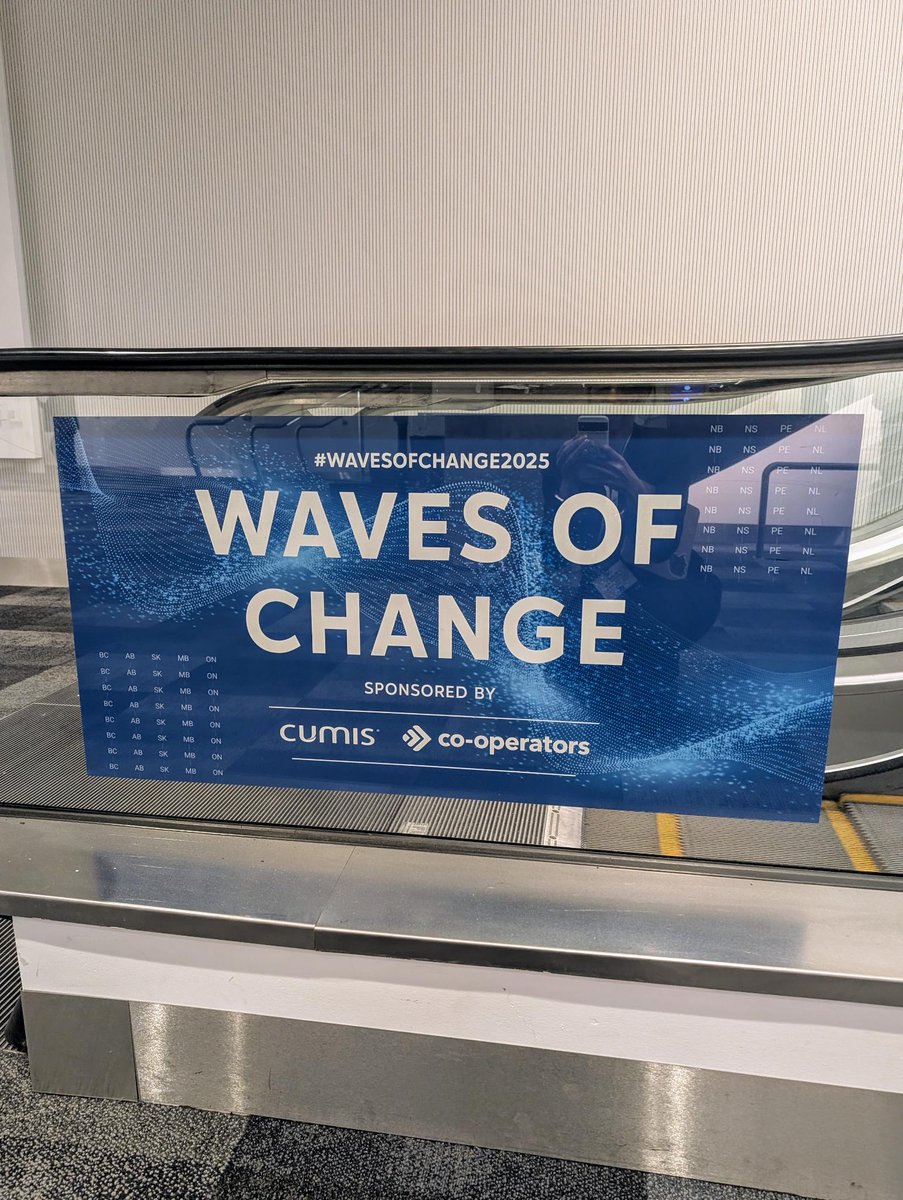 #WAVESOFCHANGE2025
WAVES OF
CHANGE
SPONSORED BY
CUMIS co-operators
NB NS PE NL
NB NS PE NL
NB NS PE NL
NB NS PE NL
NB NS PE NL
NB NS PE NL
NB NS PE NL
NB NS PE NL
BC AB SK MB ON
BC AB SK MB ON
BC AB SK MB ON
BC AB SK MB ON
BC AB SK MB ON
BC AB SK MB ON
BC AB SK MB ON
BC AB SK MB ON